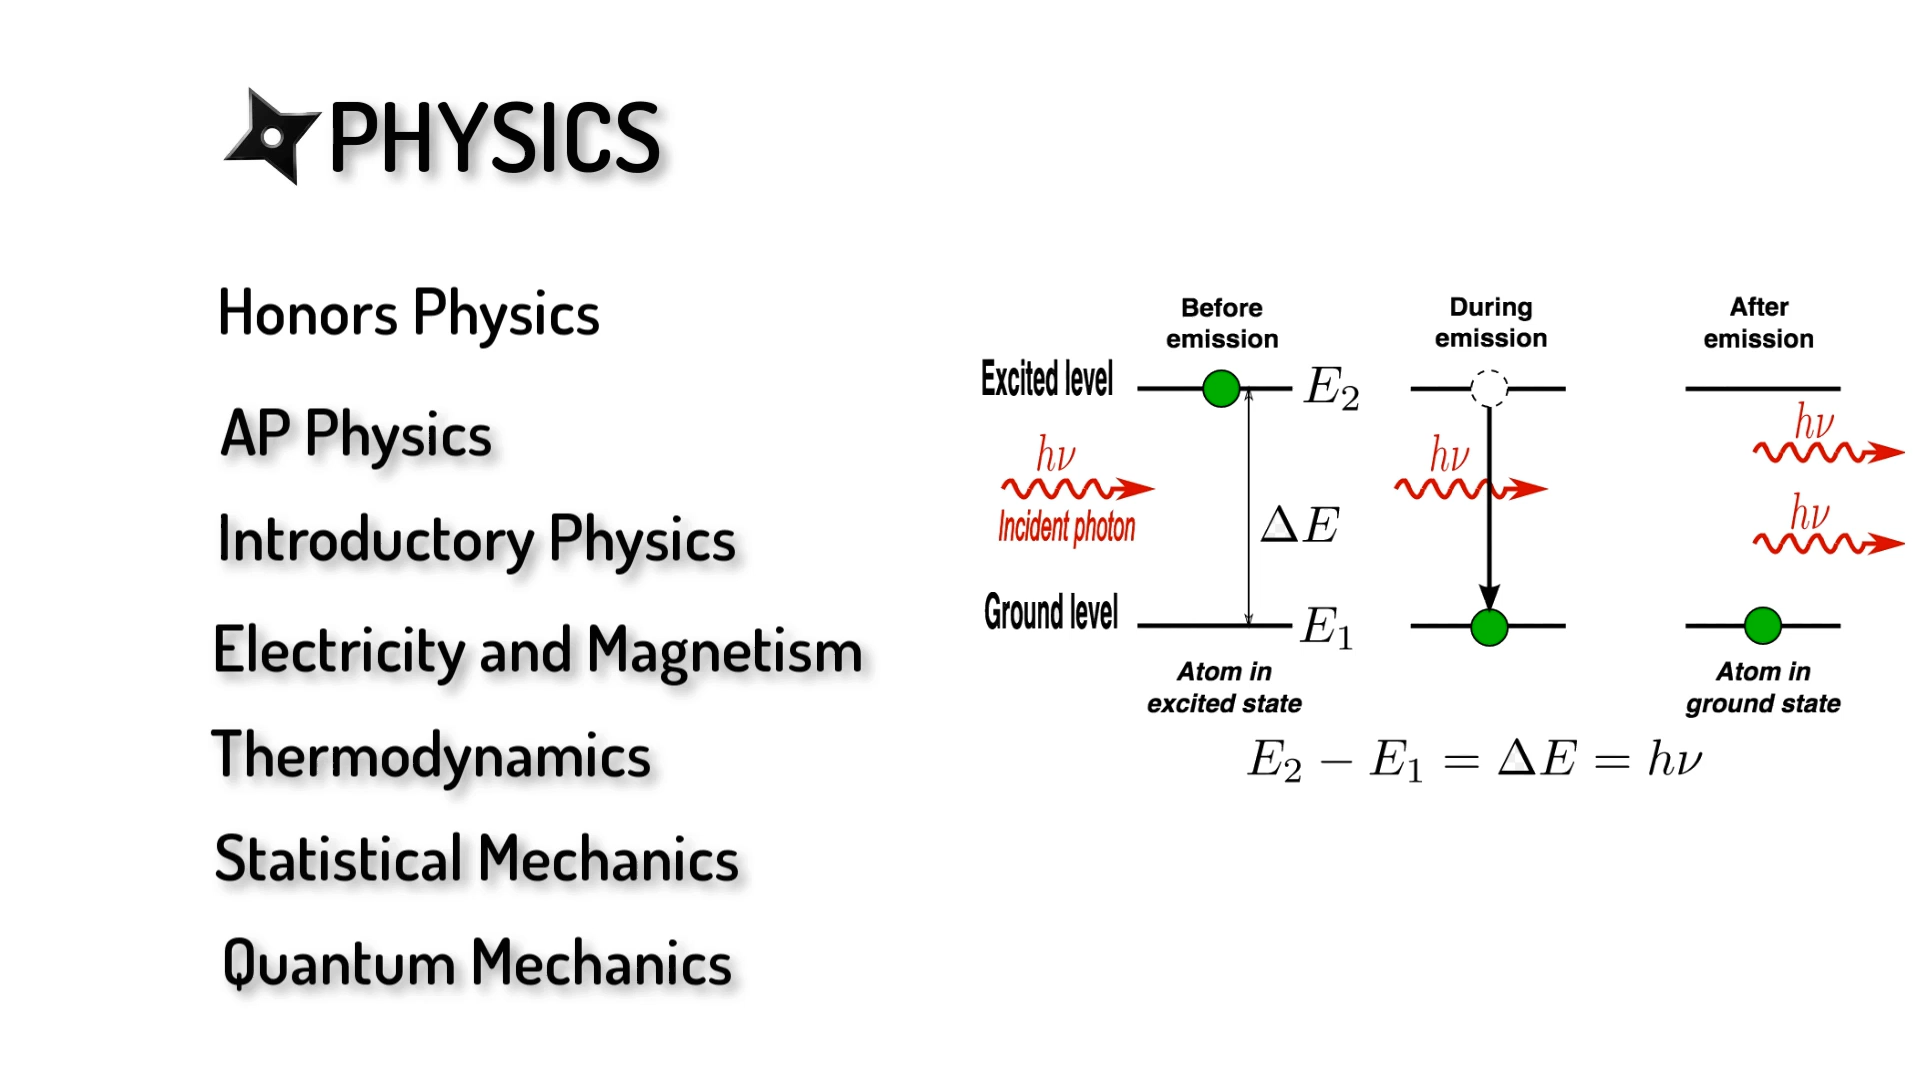 PHYSICS
Honors Physics
AP Physics
Introductory Physics
Electricity and Magnetism
Thermodynamics
Statistical Mechanics
Quantum Mechanics
Before
emission
During
emission
After
emission
Excited level
E₂
hν
hν
hν
Incident photon
ΔE
hν
Ground level
E₁
Atom in
excited state
Atom in
ground state
E₂ − E₁ = ΔE = hν